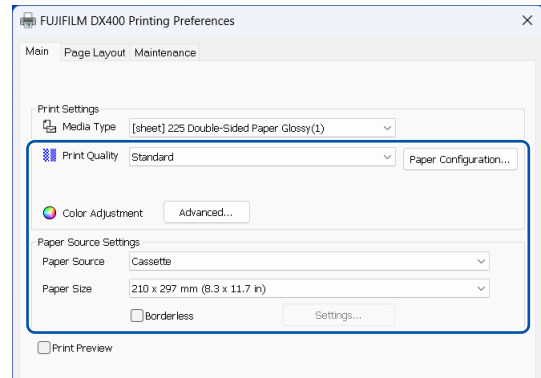 FUJIFILM DX400 Printing Preferences
Main Page Layout Maintenance
Print Settings
Media Type [sheet] 225 Double-Sided Paper Glossy(1)
Print Quality Standard Paper Configuration...
Color Adjustment Advanced...
Paper Source Settings
Paper Source Cassette
Paper Size 210 x 297 mm (8.3 x 11.7 in)
Borderless Settings...
Print Preview